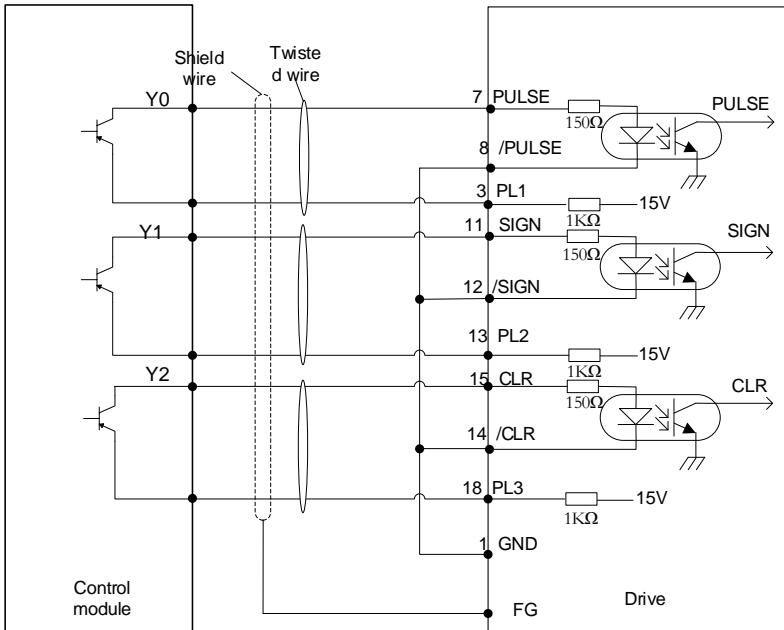 Shield
wire
Twiste
d wire
Y0
7 PULSE
150Ω
PULSE
8 /PULSE
3 PL1
1KΩ
15V
Y1
11 SIGN
150Ω
SIGN
12 /SIGN
13 PL2
1KΩ
15V
Y2
15 CLR
150Ω
CLR
14 /CLR
18 PL3
1KΩ
15V
1 GND
Control
module
FG
Drive